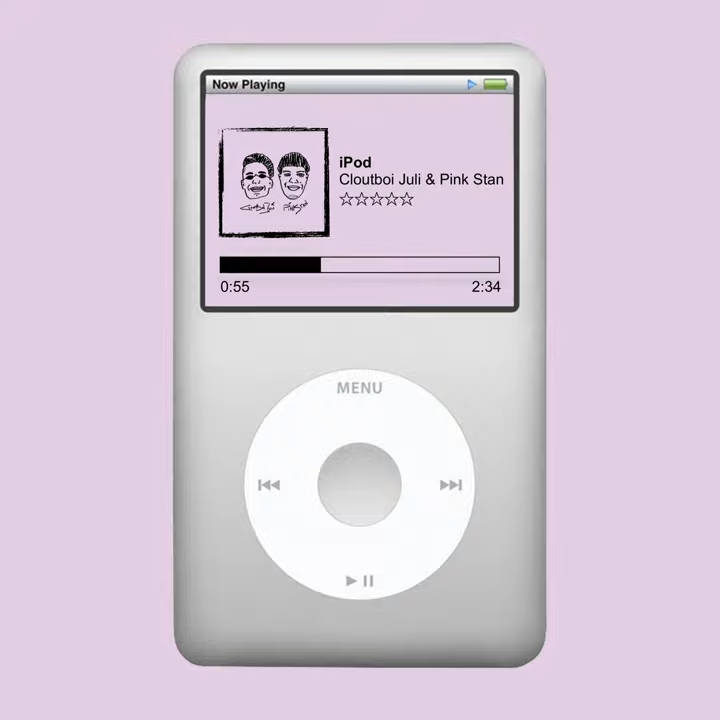 Now Playing
iPod
Cloutboi Juli & Pink Stan
☆☆☆☆☆
0:55 2:34
MENU